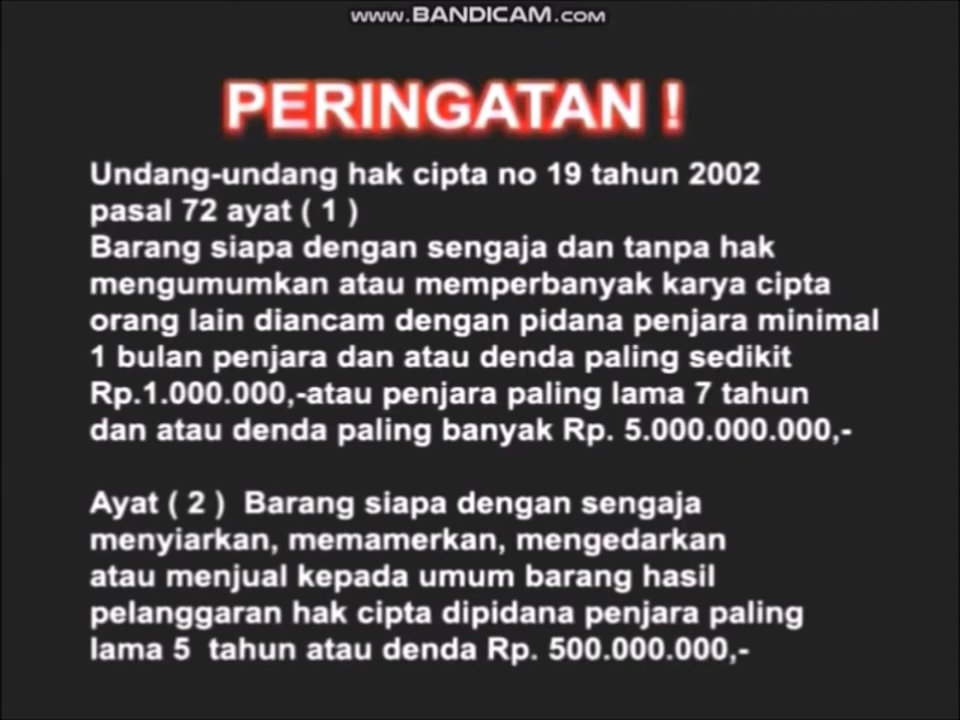 www.BANDICAM.com
PERINGATAN !
Undang-undang hak cipta no 19 tahun 2002
pasal 72 ayat ( 1 )
Barang siapa dengan sengaja dan tanpa hak
mengumumkan atau memperbanyak karya cipta
orang lain diancam dengan pidana penjara minimal
1 bulan penjara dan atau denda paling sedikit
Rp.1.000.000,-atau penjara paling lama 7 tahun
dan atau denda paling banyak Rp. 5.000.000.000,-
Ayat ( 2 )  Barang siapa dengan sengaja
menyiarkan, memamerkan, mengedarkan
atau menjual kepada umum barang hasil
pelanggaran hak cipta dipidana penjara paling
lama 5  tahun atau denda Rp. 500.000.000,-